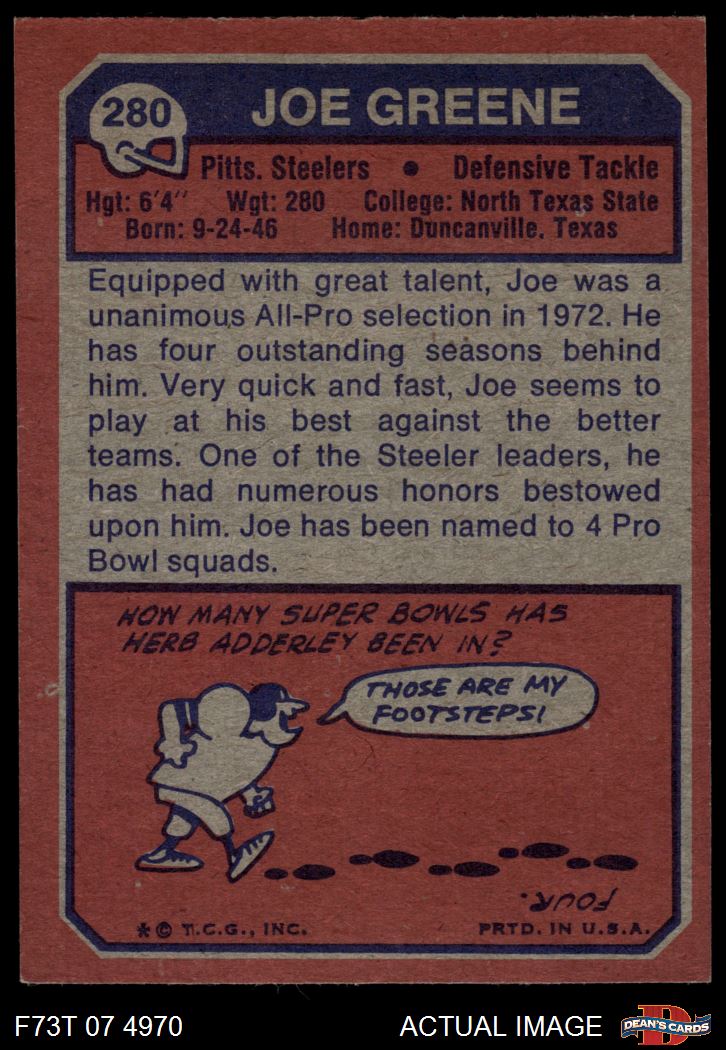 280
JOE GREENE
Pitts. Steelers • Defensive Tackle
Hgt: 6'4" Wgt: 280 College: North Texas State
Born: 9-24-46 Home: Duncanville, Texas
Equipped with great talent, Joe was a
unanimous All-Pro selection in 1972. He
has four outstanding seasons behind
him. Very quick and fast, Joe seems to
play at his best against the better
teams. One of the Steeler leaders, he
has had numerous honors bestowed
upon him. Joe has been named to 4 Pro
Bowl squads.
HOW MANY SUPER BOWLS HAS
HERB ADDERLEY BEEN IN?
THOSE ARE MY
FOOTSTEPS!
FOUR.
*© T.C.G., INC. PRTD. IN U.S.A.
F73T 07 4970 ACTUAL IMAGE
D
DEAN'S CARDS